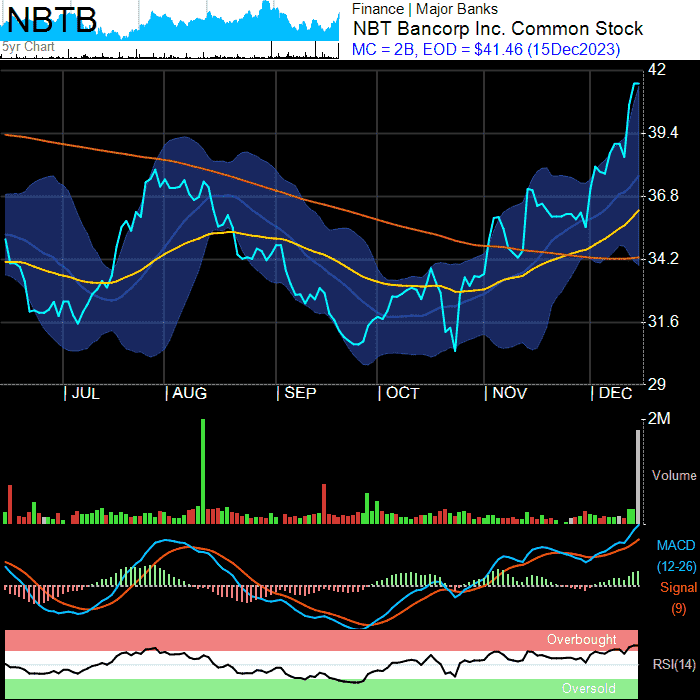 NBTB
5yr Chart
Finance | Major Banks
NBT Bancorp Inc. Common Stock
MC = 2B, EOD = $41.46 (15Dec2023)
42
39.4
36.8
34.2
31.6
29
JUL AUG SEP OCT NOV DEC
2M
Volume
MACD
(12-26)
Signal
(9)
Overbought
RSI(14)
Oversold